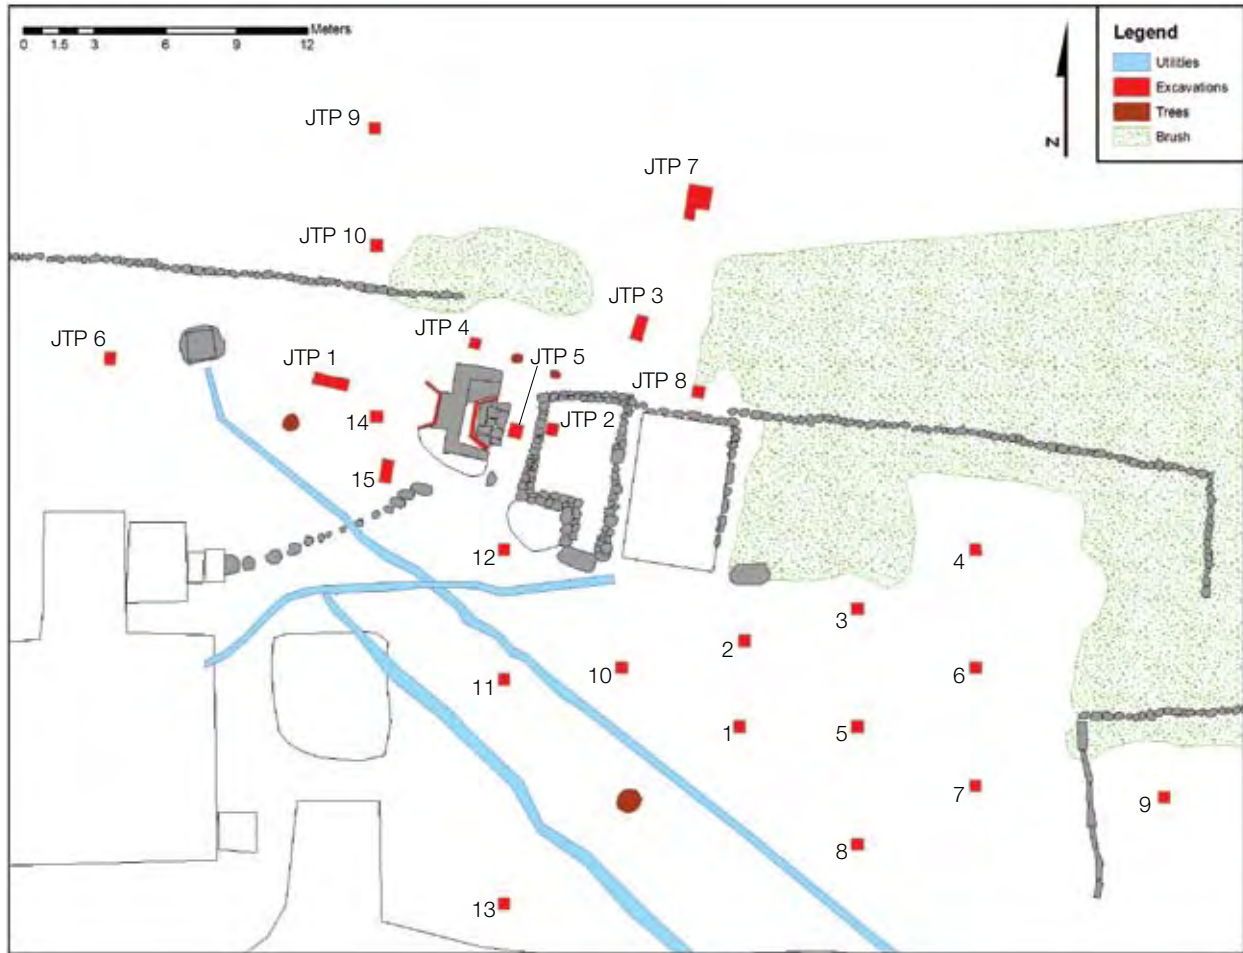 Meters
0 1.5 3 6 9 12
Legend
Utilities
Excavations
Trees
Brush
N
JTP 9
JTP 7
JTP 10
JTP 3
JTP 4
JTP 6
JTP 1
JTP 5
JTP 8
14
JTP 2
15
12
4
3
2
10
6
11
1
5
7
9
8
13